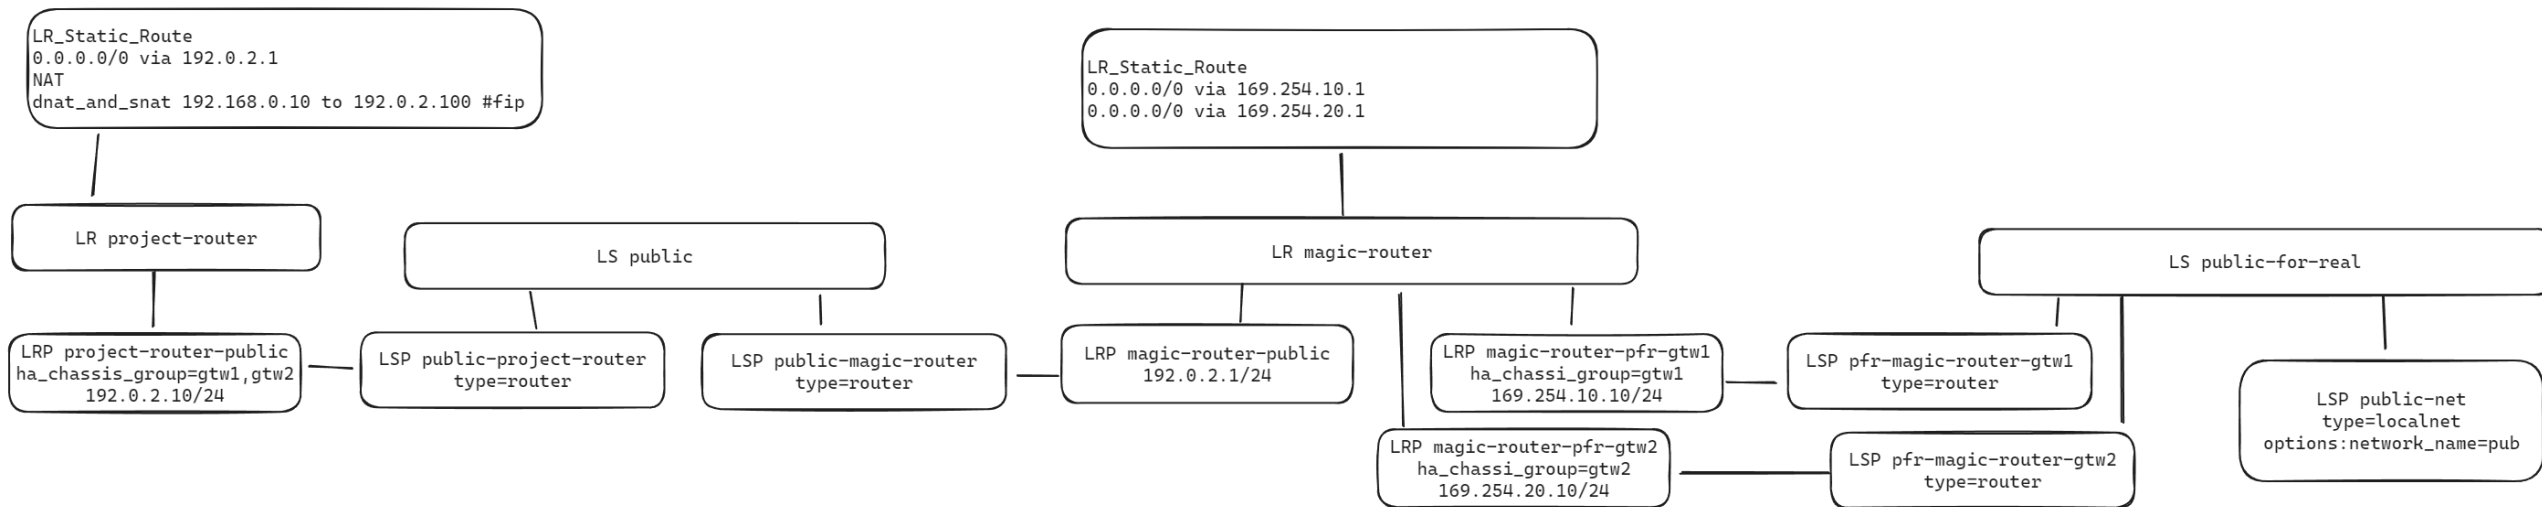 LR_Static_Route
0.0.0.0/0 via 192.0.2.1
NAT
dnat_and_snat 192.168.0.10 to 192.0.2.100 #fip
LR_Static_Route
0.0.0.0/0 via 169.254.10.1
0.0.0.0/0 via 169.254.20.1
LR project-router
LS public
LR magic-router
LS public-for-real
LRP project-router-public
ha_chassis_group=gtw1,gtw2
192.0.2.10/24
LSP public-project-router
type=router
LSP public-magic-router
type=router
LRP magic-router-public
192.0.2.1/24
LRP magic-router-pfr-gtw1
ha_chassi_group=gtw1
169.254.10.10/24
LSP pfr-magic-router-gtw1
type=router
LSP public-net
type=localnet
options:network_name=pub
LRP magic-router-pfr-gtw2
ha_chassi_group=gtw2
169.254.20.10/24
LSP pfr-magic-router-gtw2
type=router